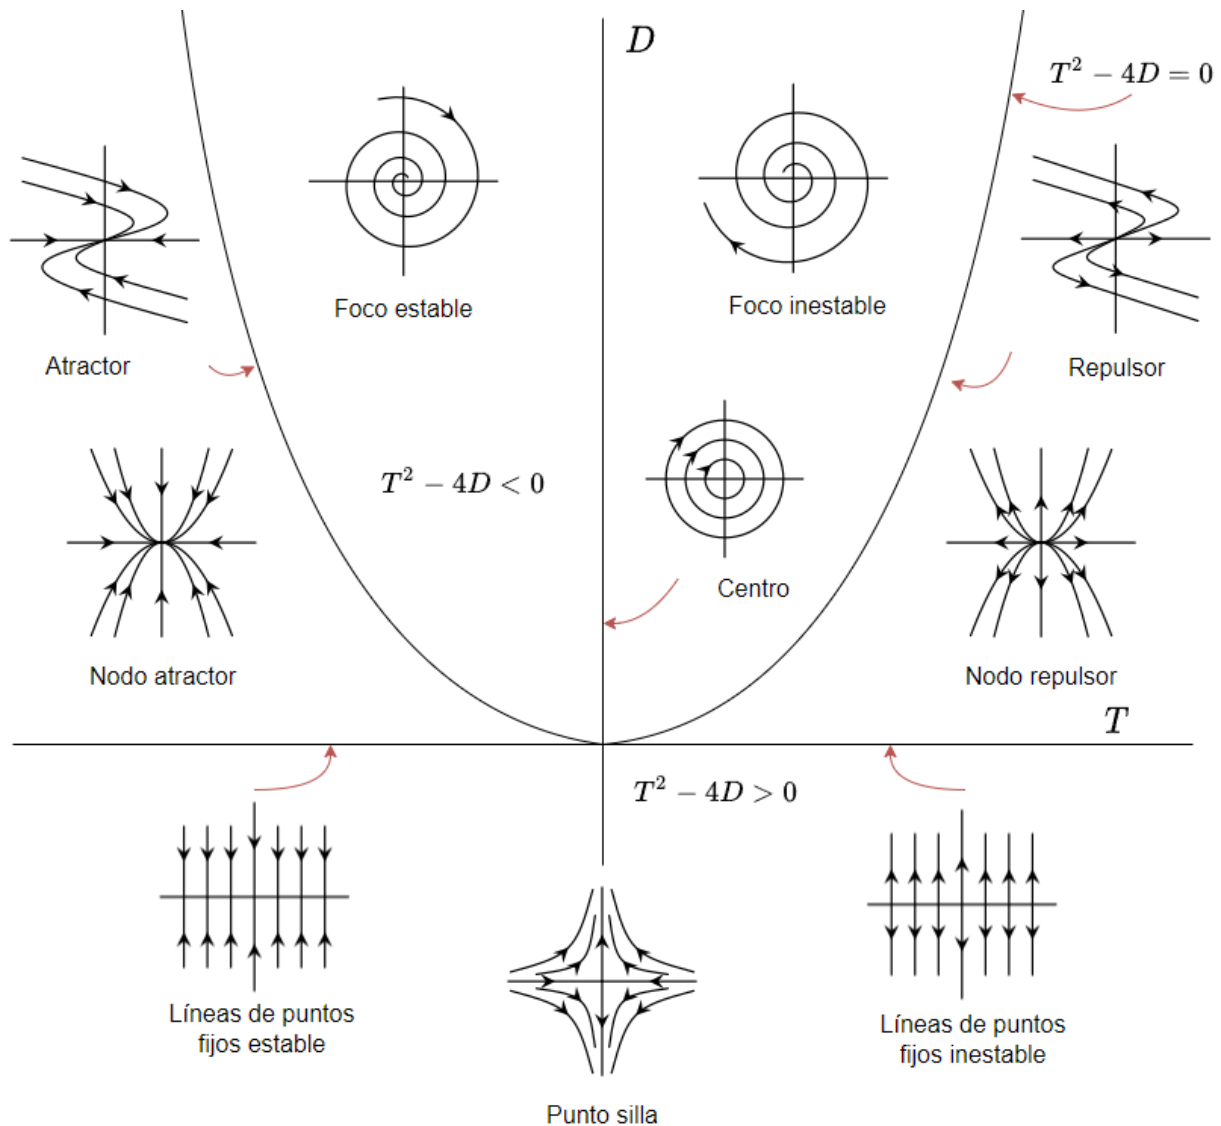 D
T² − 4D = 0
Foco estable
Foco inestable
Atractor
Repulsor
T² − 4D < 0
Centro
Nodo atractor
Nodo repulsor
T
T² − 4D > 0
Líneas de puntos
fijos estable
Líneas de puntos
fijos inestable
Punto silla